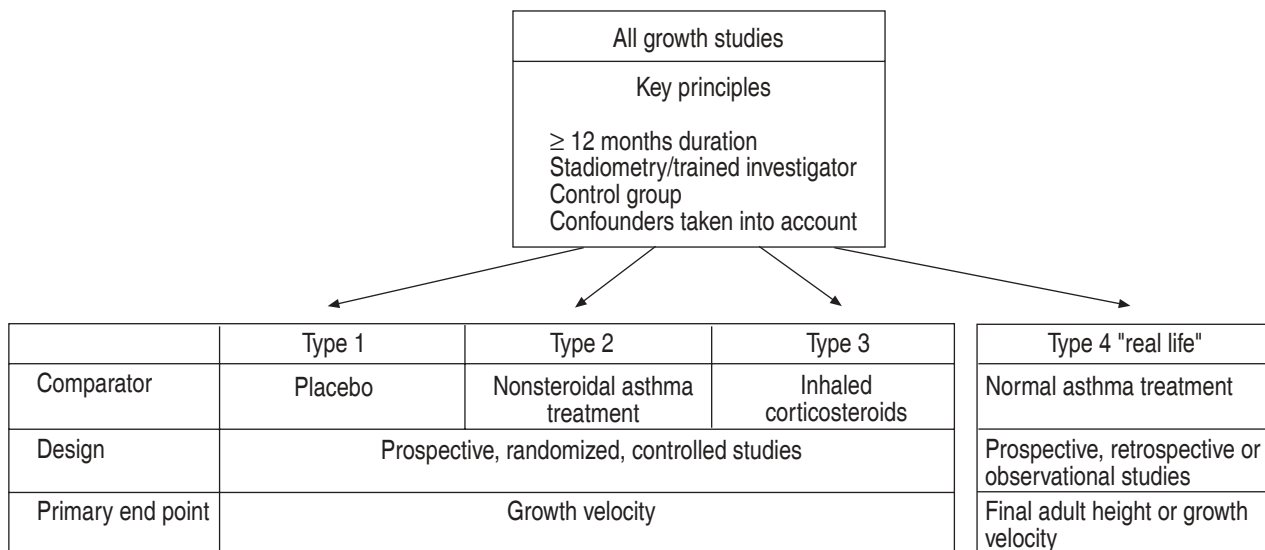 All growth studies
Key principles
≥ 12 months duration
Stadiometry/trained investigator
Control group
Confounders taken into account
Type 1
Type 2
Type 3
Type 4 "real life"
Comparator
Placebo
Nonsteroidal asthma
treatment
Inhaled
corticosteroids
Normal asthma treatment
Design
Prospective, randomized, controlled studies
Prospective, retrospective or
observational studies
Primary end point
Growth velocity
Final adult height or growth
velocity